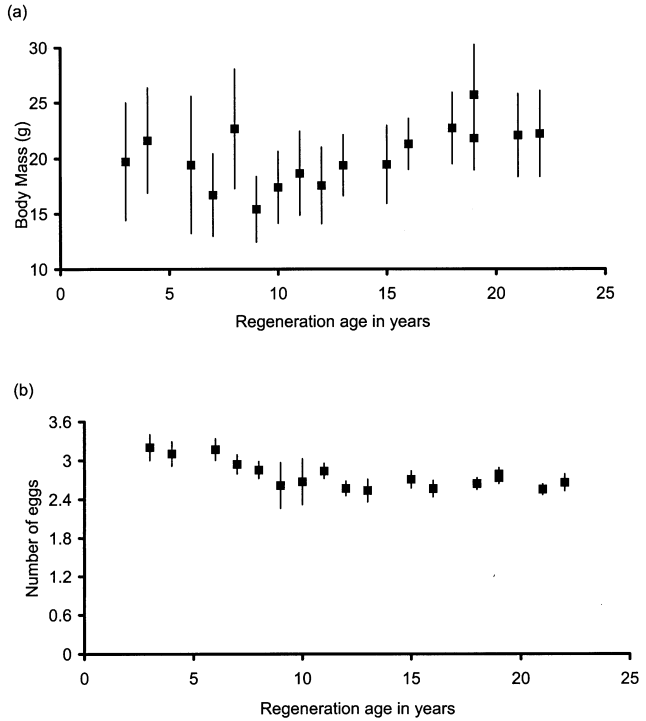 (a)
30
25
20
15
10
Body Mass (g)
0 5 10 15 20 25
Regeneration age in years
(b)
3.6
3
2.4
1.8
1.2
0.6
0
Number of eggs
0 5 10 15 20 25
Regeneration age in years